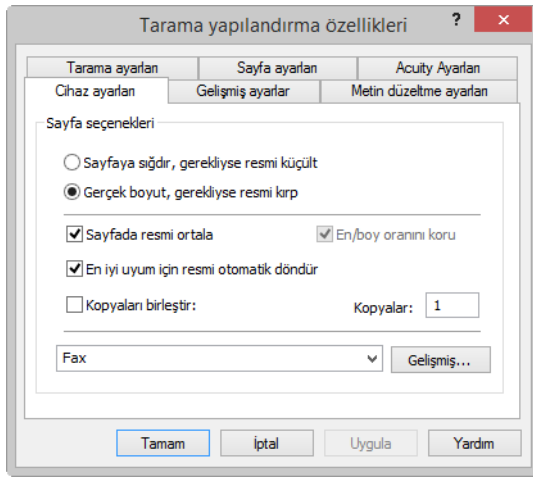 Tarama yapılandırma özellikleri ?
Tarama ayarları Sayfa ayarları Acuity Ayarları
Cihaz ayarları Gelişmiş ayarlar Metin düzeltme ayarları
Sayfa seçenekleri
Sayfaya sığdır, gerekliyse resmi küçült
Gerçek boyut, gerekliyse resmi kırp
Sayfada resmi ortala En/boy oranını koru
En iyi uyum için resmi otomatik döndür
Kopyaları birleştir: Kopyalar: 1
Fax Gelişmiş...
Tamam İptal Uygula Yardım